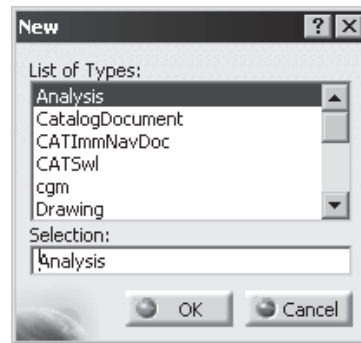 New
List of Types:
Analysis
CatalogDocument
CATImmNavDoc
CATSwl
cgm
Drawing
Selection:
Analysis
OK
Cancel